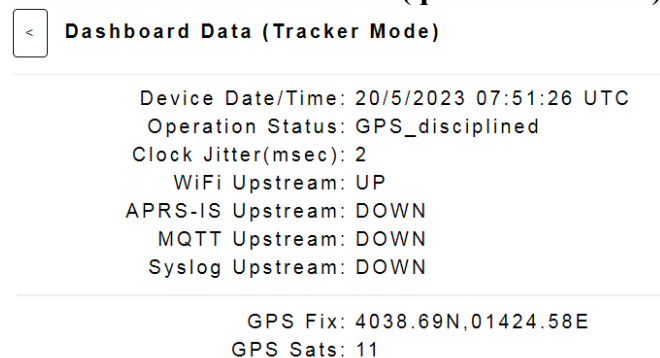 < Dashboard Data (Tracker Mode)
Device Date/Time: 20/5/2023 07:51:26 UTC
Operation Status: GPS_disciplined
Clock Jitter(msec): 2
WiFi Upstream: UP
APRS-IS Upstream: DOWN
MQTT Upstream: DOWN
Syslog Upstream: DOWN
GPS Fix: 4038.69N,01424.58E
GPS Sats: 11